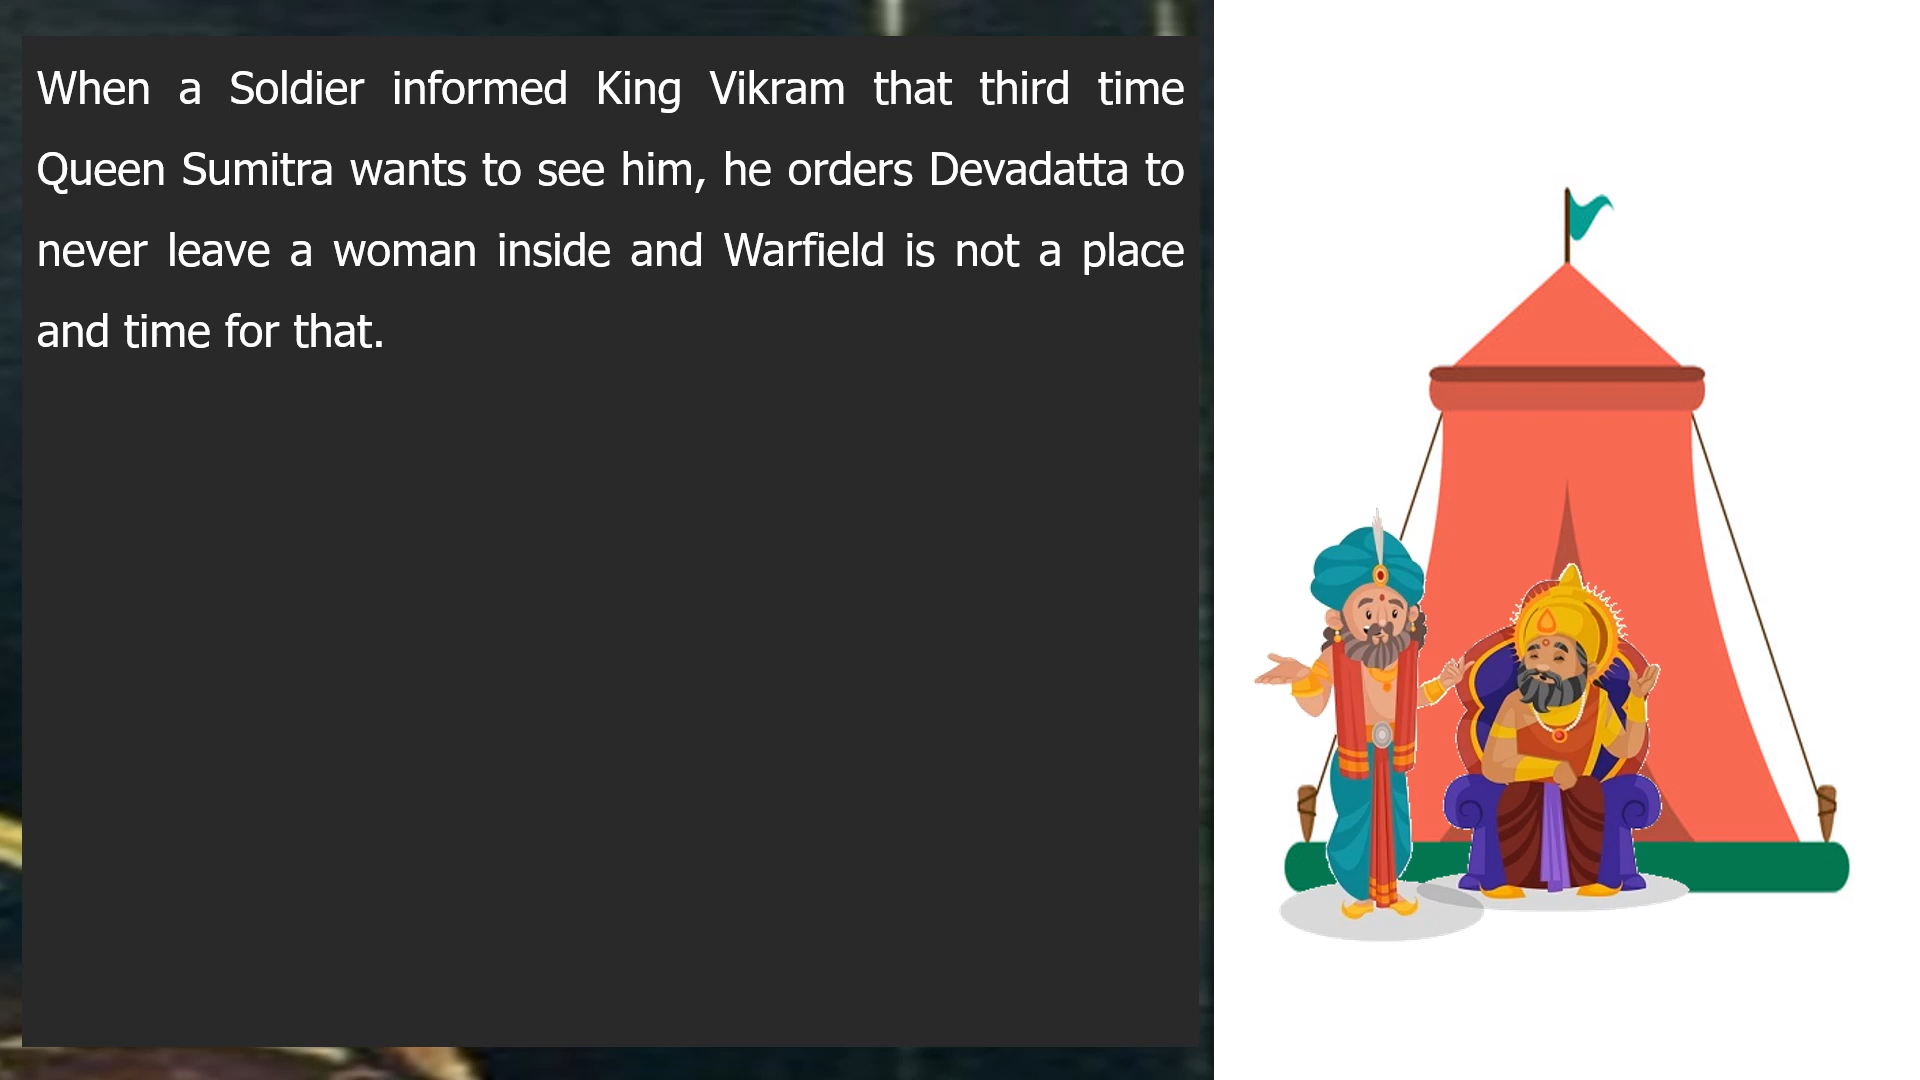 When a Soldier informed King Vikram that third time
Queen Sumitra wants to see him, he orders Devadatta to
never leave a woman inside and Warfield is not a place
and time for that.